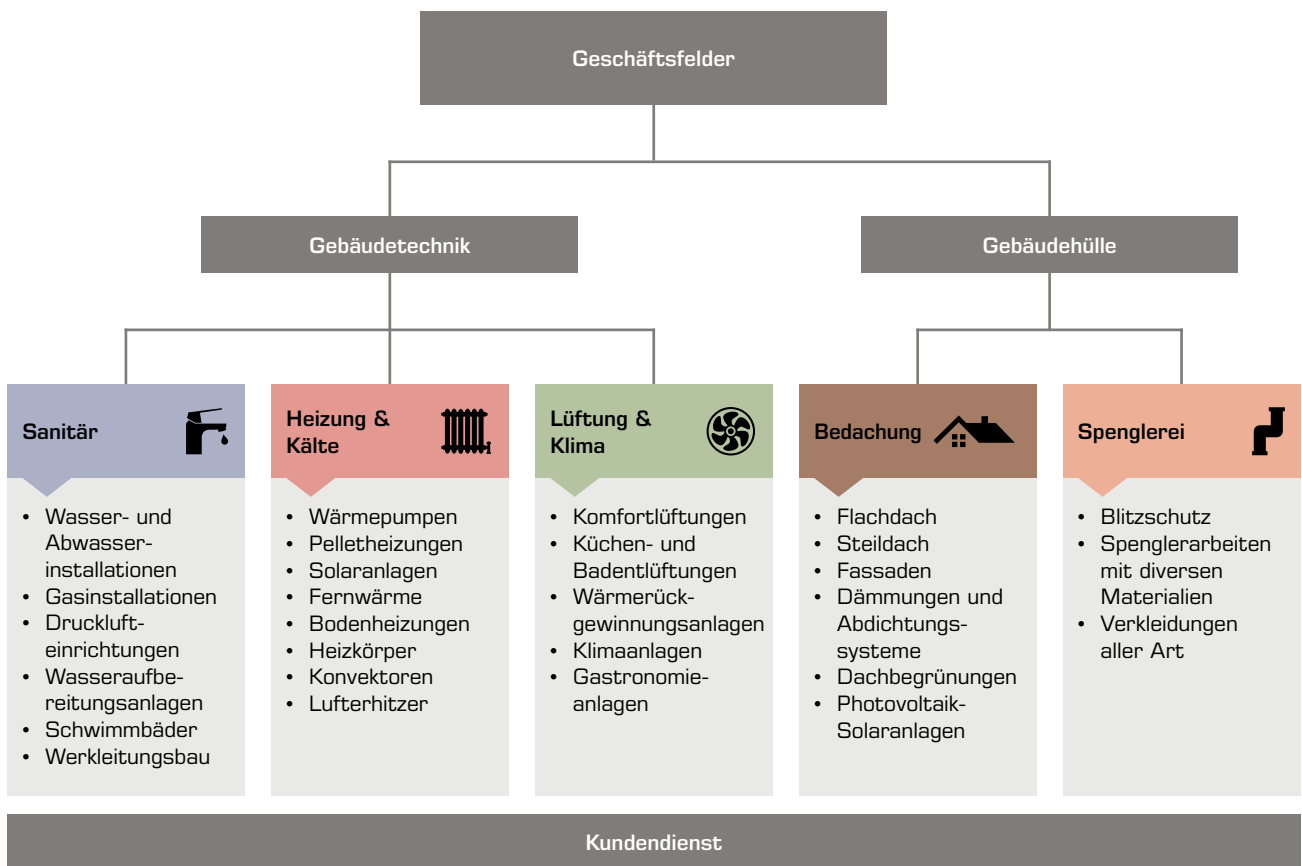 Geschäftsfelder
Gebäudetechnik
Gebäudehülle
Sanitär
• Wasser- und
Abwasser-
installationen
• Gasinstallationen
• Druckluft-
einrichtungen
• Wasseraufbe-
reitungsanlagen
• Schwimmbäder
• Werkleitungsbau
Heizung &
Kälte
• Wärmepumpen
• Pelletheizungen
• Solaranlagen
• Fernwärme
• Bodenheizungen
• Heizkörper
• Konvektoren
• Lufterhitzer
Lüftung &
Klima
• Komfortlüftungen
• Küchen- und
Badentlüftungen
• Wärmerück-
gewinnungsanlagen
• Klimaanlagen
• Gastronomie-
anlagen
Bedachung
• Flachdach
• Steildach
• Fassaden
• Dämmungen und
Abdichtungs-
systeme
• Dachbegrünungen
• Photovoltaik-
Solaranlagen
Spenglerei
• Blitzschutz
• Spenglerarbeiten
mit diversen
Materialien
• Verkleidungen
aller Art
Kundendienst